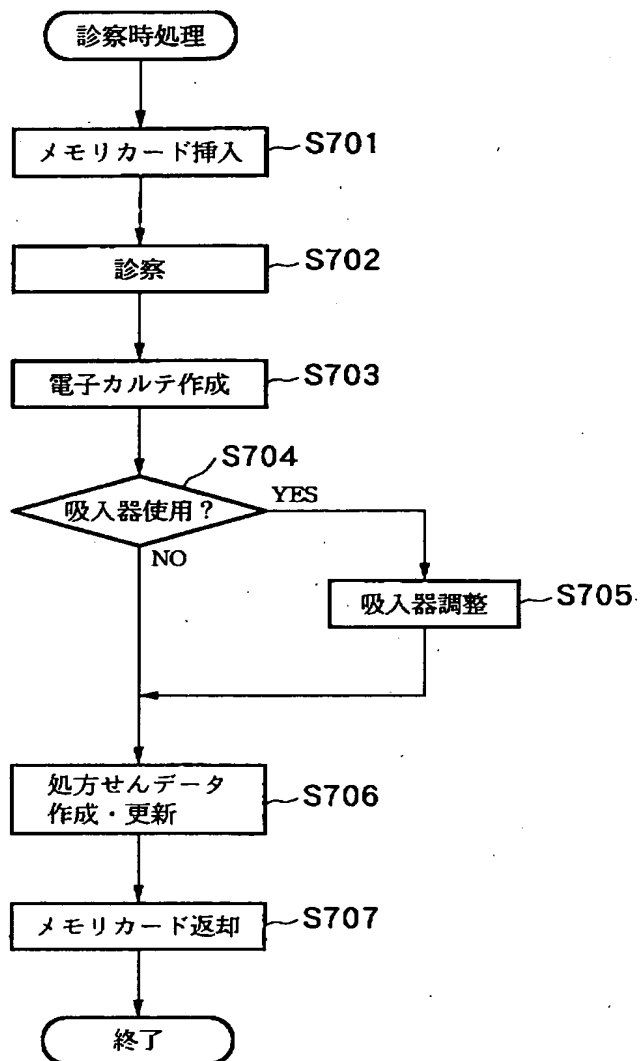 診察時処理
メモリカード挿入
S701
診察
S702
電子カルテ作成
S703
S704
吸入器使用?
YES
NO
吸入器調整
S705
処方せんデータ
作成・更新
S706
メモリカード返却
S707
終了